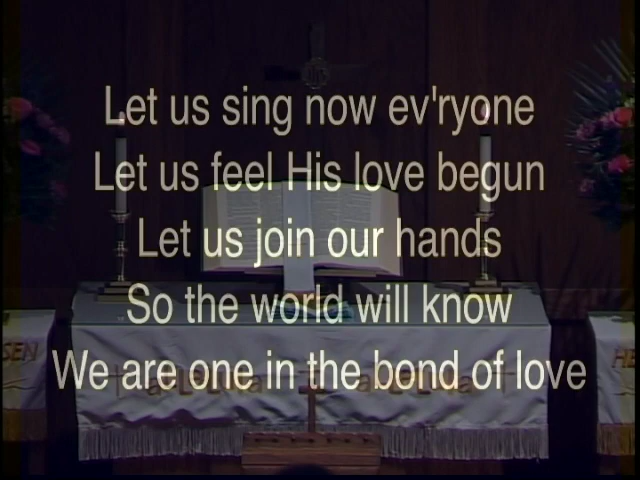 Let us sing now ev'ryone
Let us feel His love begun
Let us join our hands
So the world will know
We are one in the bond of love